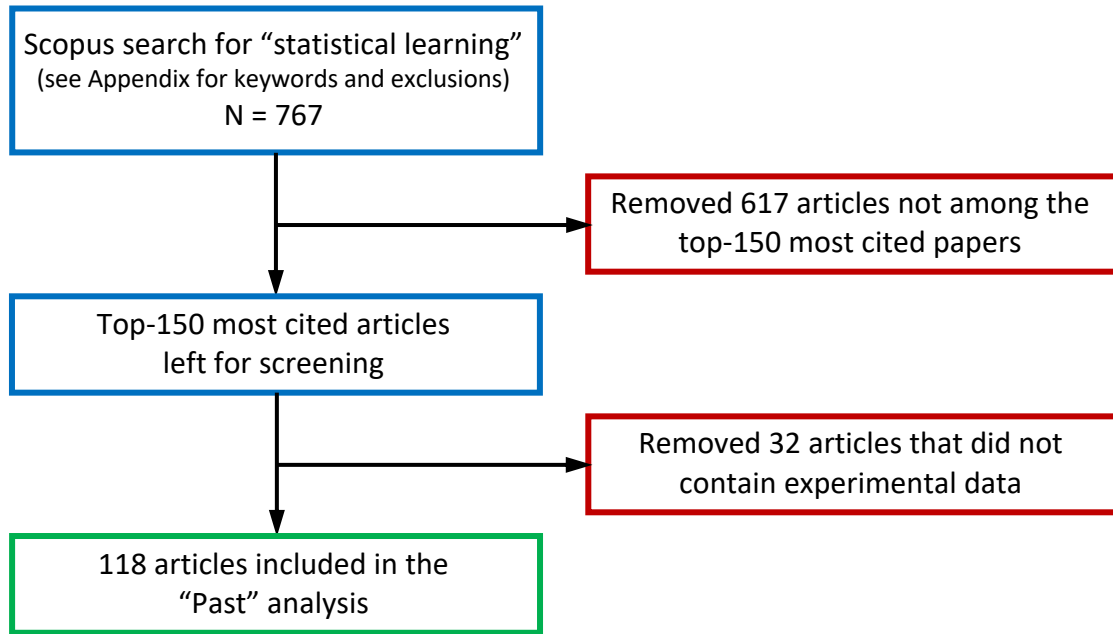 Scopus search for “statistical learning”
(see Appendix for keywords and exclusions)
N = 767
Removed 617 articles not among the
top-150 most cited papers
Top-150 most cited articles
left for screening
Removed 32 articles that did not
contain experimental data
118 articles included in the
“Past” analysis